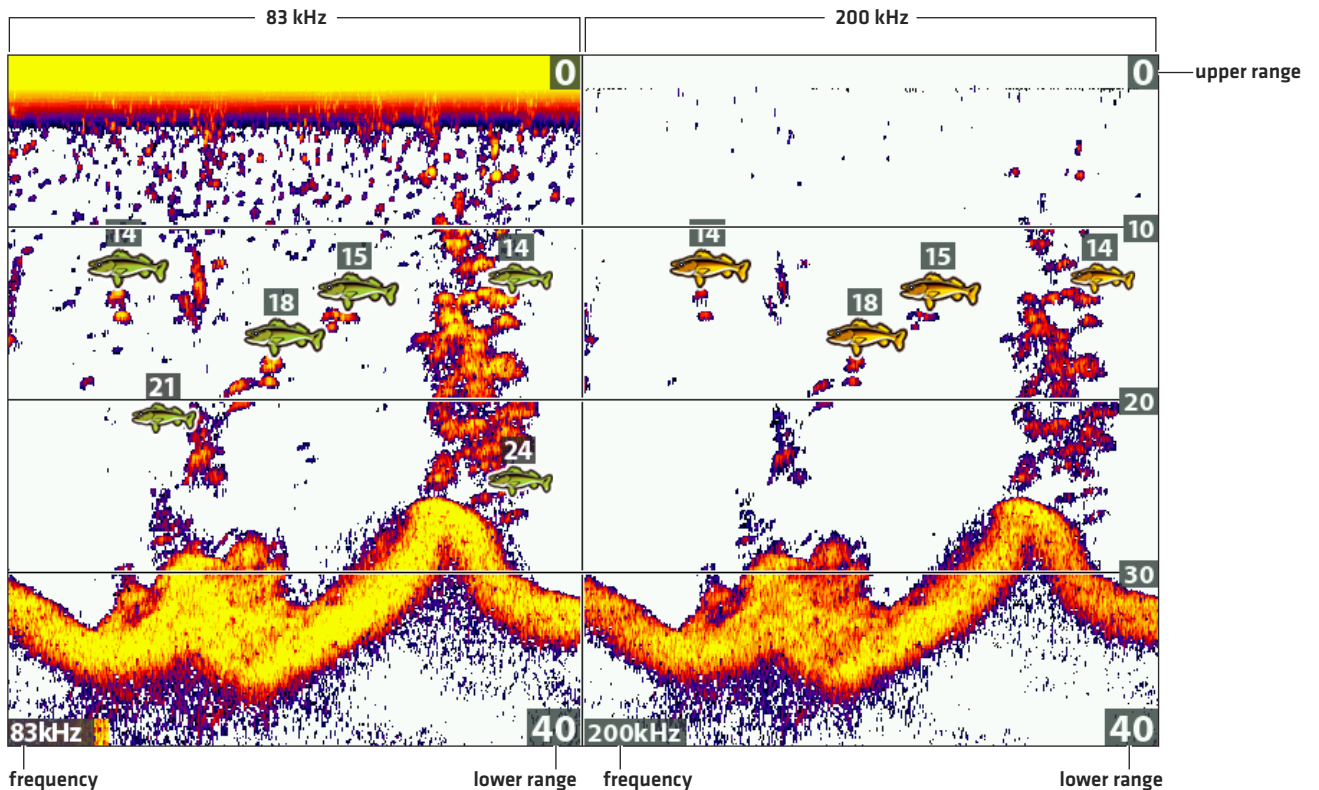 83 kHz
200 kHz
0
0
upper range
14
15
14
18
14
15
14
18
10
21
24
20
30
83kHz
40
200kHz
40
frequency
lower range
frequency
lower range